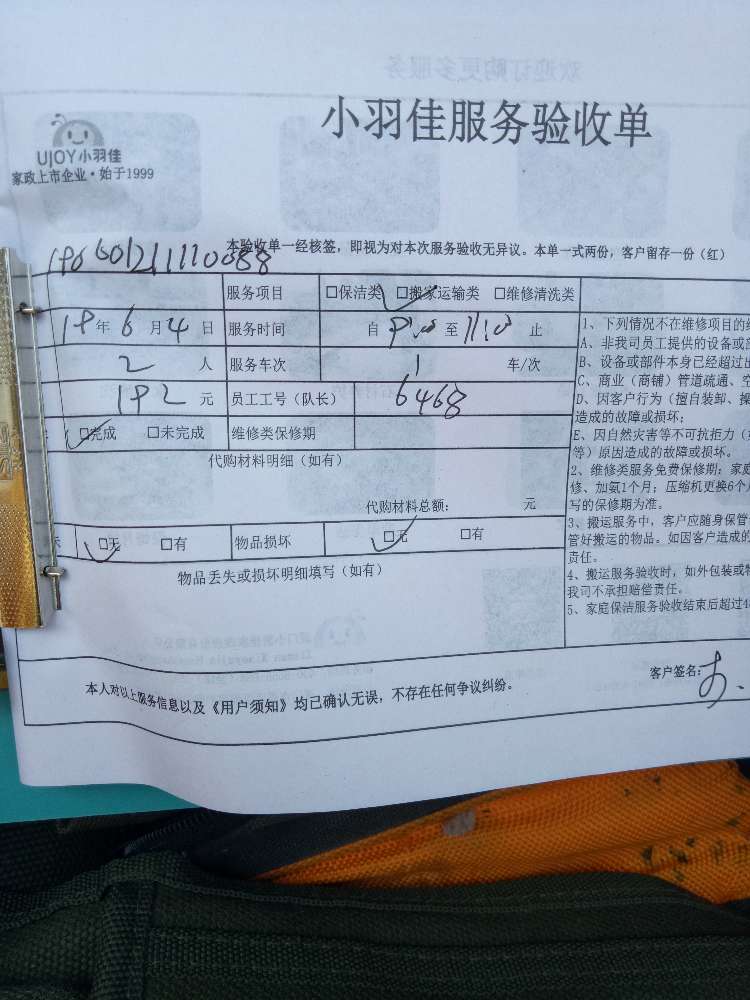 小羽佳服务验收单
UJOY小羽佳
家政上市企业·始于1999
本验收单一经核签，即视为对本次服务验收无异议。本单一式两份，客户留存一份（红）
服务项目 □保洁类 □搬家运输类 □维修清洗类
年6月4日 服务时间 自 至 止
2 人 服务车次 1 车/次
192 元 员工工号（队长） 6468
□完成 □未完成 维修类保修期
代购材料明细（如有）
代购材料总额： 元
□无 □有 物品损坏 □无 □有
物品丢失或损坏明细填写（如有）
1、下列情况不在维修项目的
A、非我司员工提供的设备或
B、设备或部件本身已经超过
C、商业（商铺）管道疏通、空
D、因客户行为（擅自装卸、操
造成的故障或损坏；
E、因自然灾害等不可抗拒力（
等）原因造成的故障或损坏。
2、维修类服务免费保修期：家庭
修、加氨1个月；压缩机更换6个
写的保修期为准。
3、搬运服务中，客户应随身保管
管好搬运的物品。如因客户造成的
责任。
4、搬运服务验收时，如外包装或
我司不承担赔偿责任。
5、家庭保洁服务验收结束后超过
本人对以上服务信息以及《用户须知》均已确认无误，不存在任何争议纠纷。
客户签名：